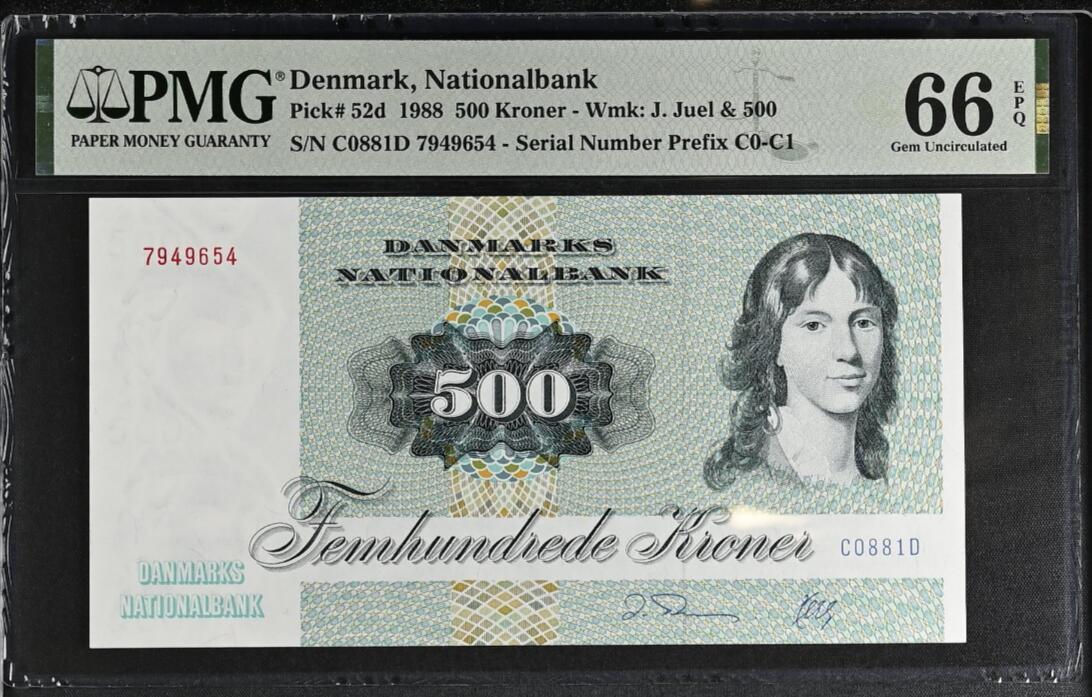 PMG®
PAPER MONEY GUARANTY
Denmark, Nationalbank
Pick# 52d 1988 500 Kroner - Wmk: J. Juel & 500
S/N C0881D 7949654 - Serial Number Prefix C0-C1
66
EPQ
Gem Uncirculated
7949654
DANMARKS
NATIONALBANK
500
Femhundrede Kroner
C0881D
DANMARKS
NATIONALBANK